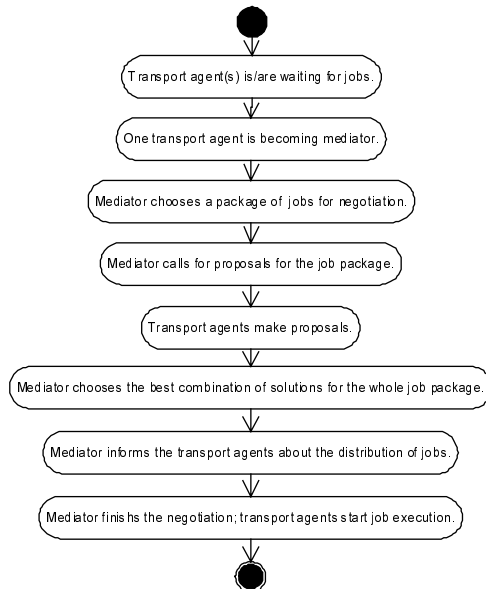 Transport agent(s) is/are waiting for jobs.
One transport agent is becoming mediator.
Mediator chooses a package of jobs for negotiation.
Mediator calls for proposals for the job package.
Transport agents make proposals.
Mediator chooses the best combination of solutions for the whole job package.
Mediator informs the transport agents about the distribution of jobs.
Mediator finishs the negotiation; transport agents start job execution.